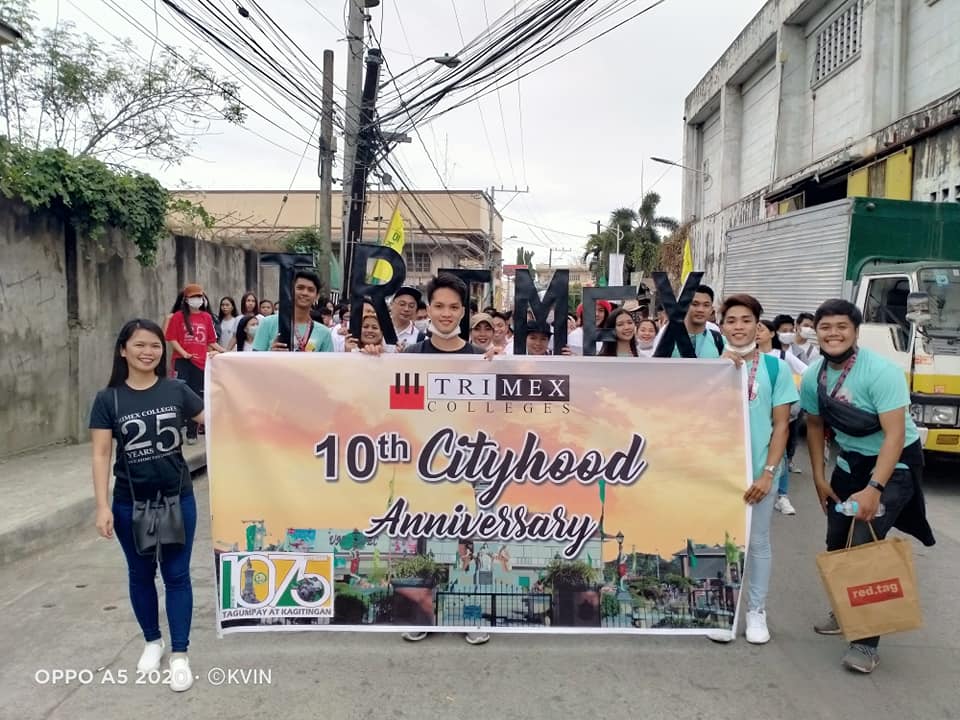 TRIMEX
TRIMEX
COLLEGES
10th Cityhood
Anniversary
1075
TAGUMPAY AT KAGITINGAN
TRIMEX COLLEGES
25
YEARS
25
red.tag
OPPO A5 2020 · ©KVIN